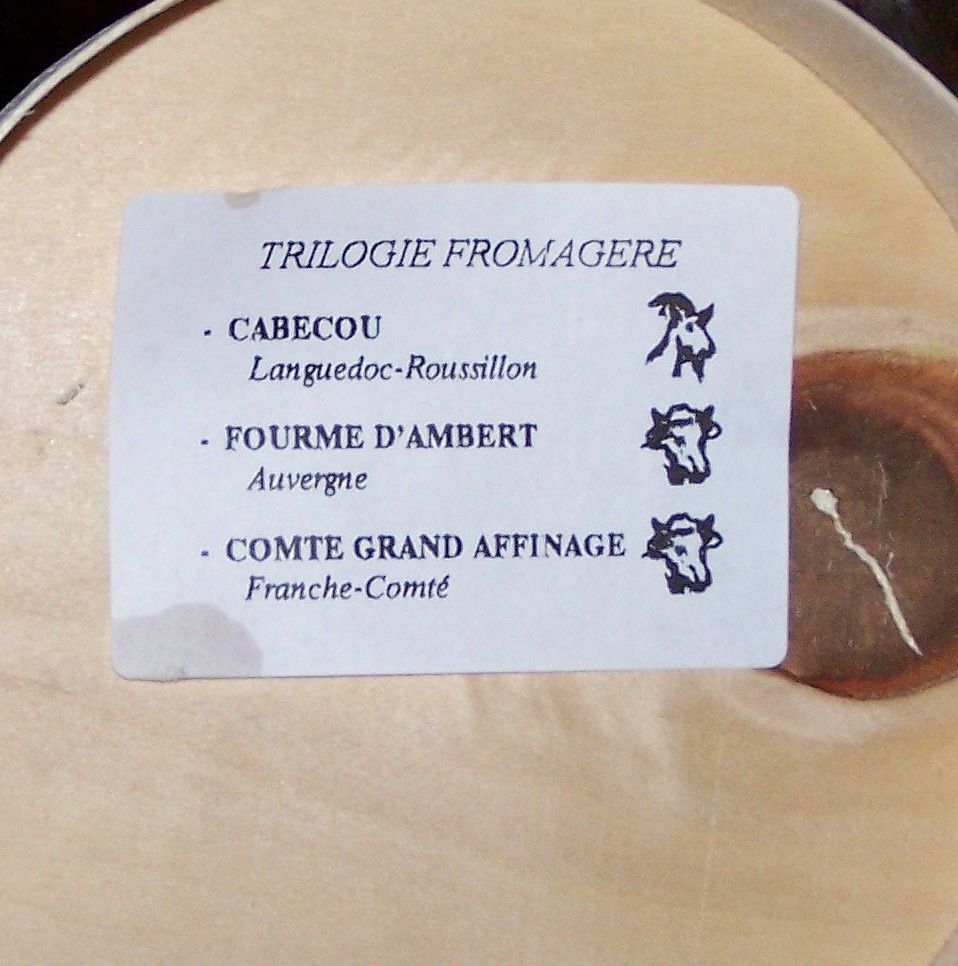 TRILOGIE FROMAGERE
- CABECOU
Languedoc-Roussillon
- FOURME D'AMBERT
Auvergne
- COMTE GRAND AFFINAGE
Franche-Comté